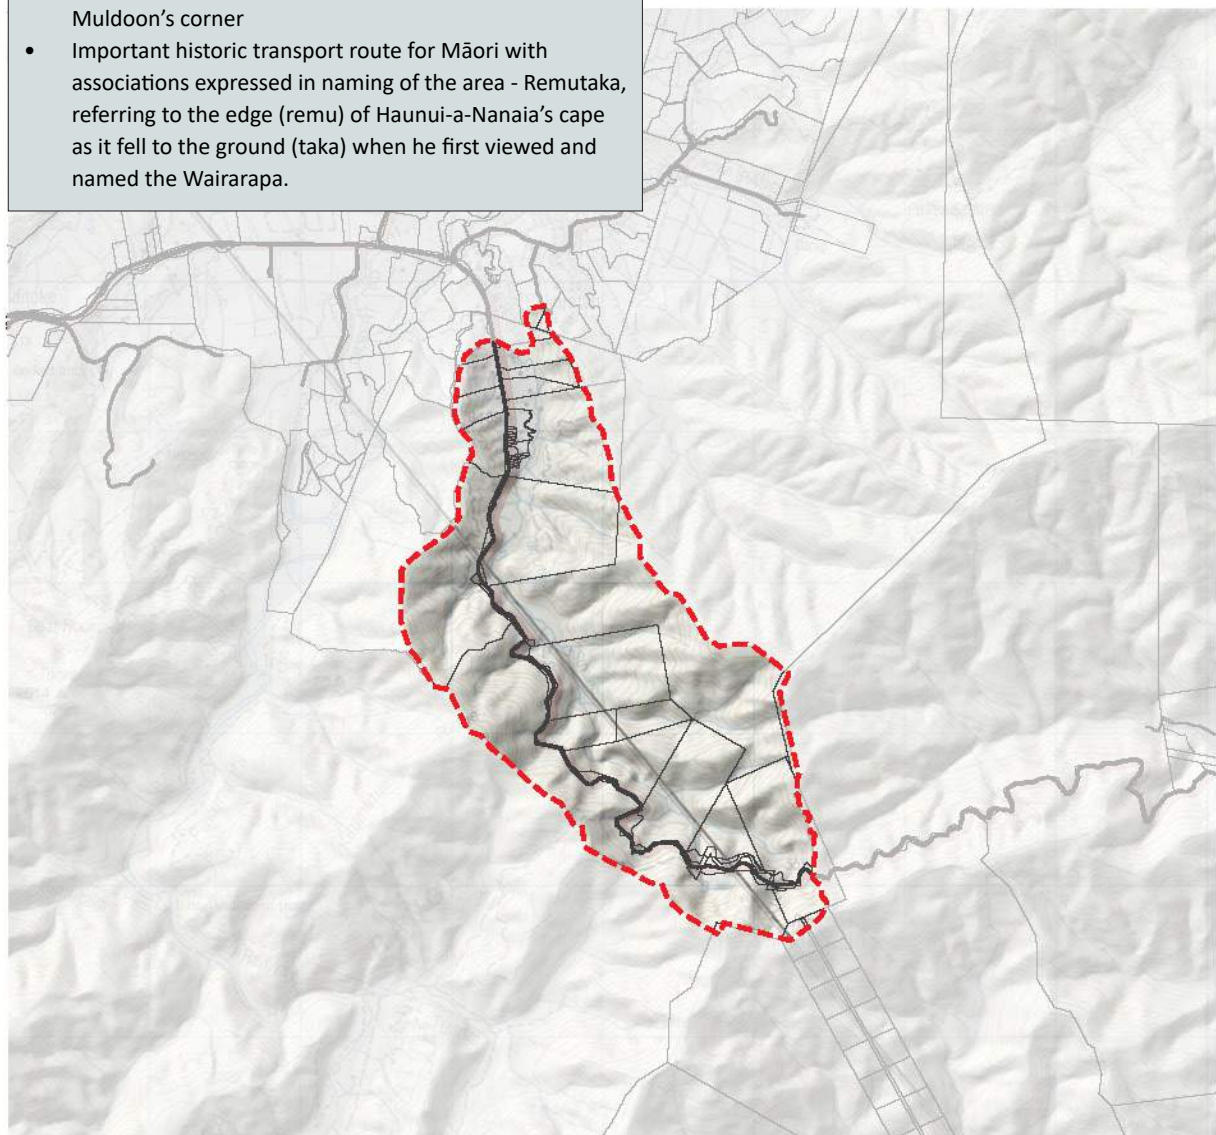 Muldoon’s corner
• Important historic transport route for Māori with
associations expressed in naming of the area - Remutaka,
referring to the edge (remu) of Haunui-a-Nanaia’s cape
as it fell to the ground (taka) when he first viewed and
named the Wairarapa.